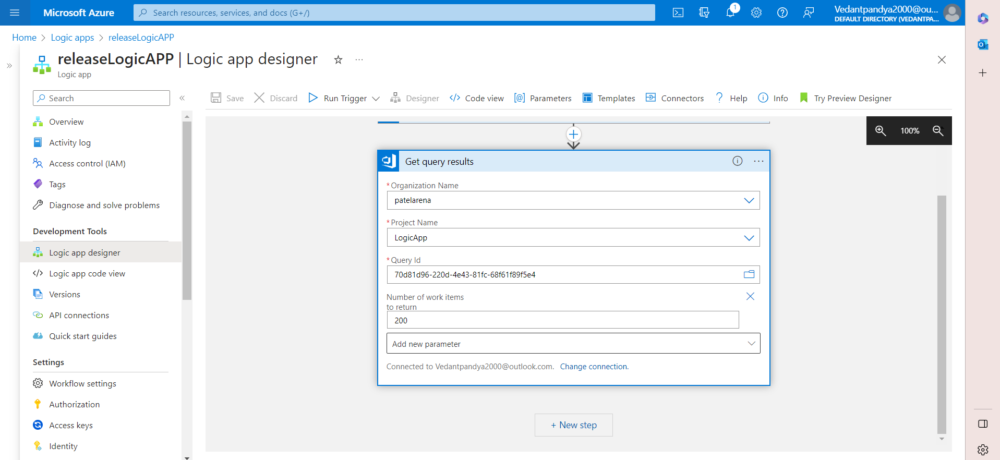 Microsoft Azure
Search resources, services, and docs (G+/)
1
Vedantpandya2000@ou...
DEFAULT DIRECTORY (VEDANTPA...
Home > Logic apps > releaseLogicAPP
releaseLogicAPP | Logic app designer
Logic app
Search
Save
Discard
Run Trigger
Designer
Code view
Parameters
Templates
Connectors
Help
Info
Try Preview Designer
Overview
Activity log
Access control (IAM)
Tags
Diagnose and solve problems
Development Tools
Logic app designer
Logic app code view
Versions
API connections
Quick start guides
Settings
Workflow settings
Authorization
Access keys
Identity
100%
Get query results
* Organization Name
patelarena
* Project Name
LogicApp
* Query Id
70d81d96-220d-4e43-81fc-68f61f89f5e4
Number of work items
to return
200
Add new parameter
Connected to Vedantpandya2000@outlook.com. Change connection.
+ New step